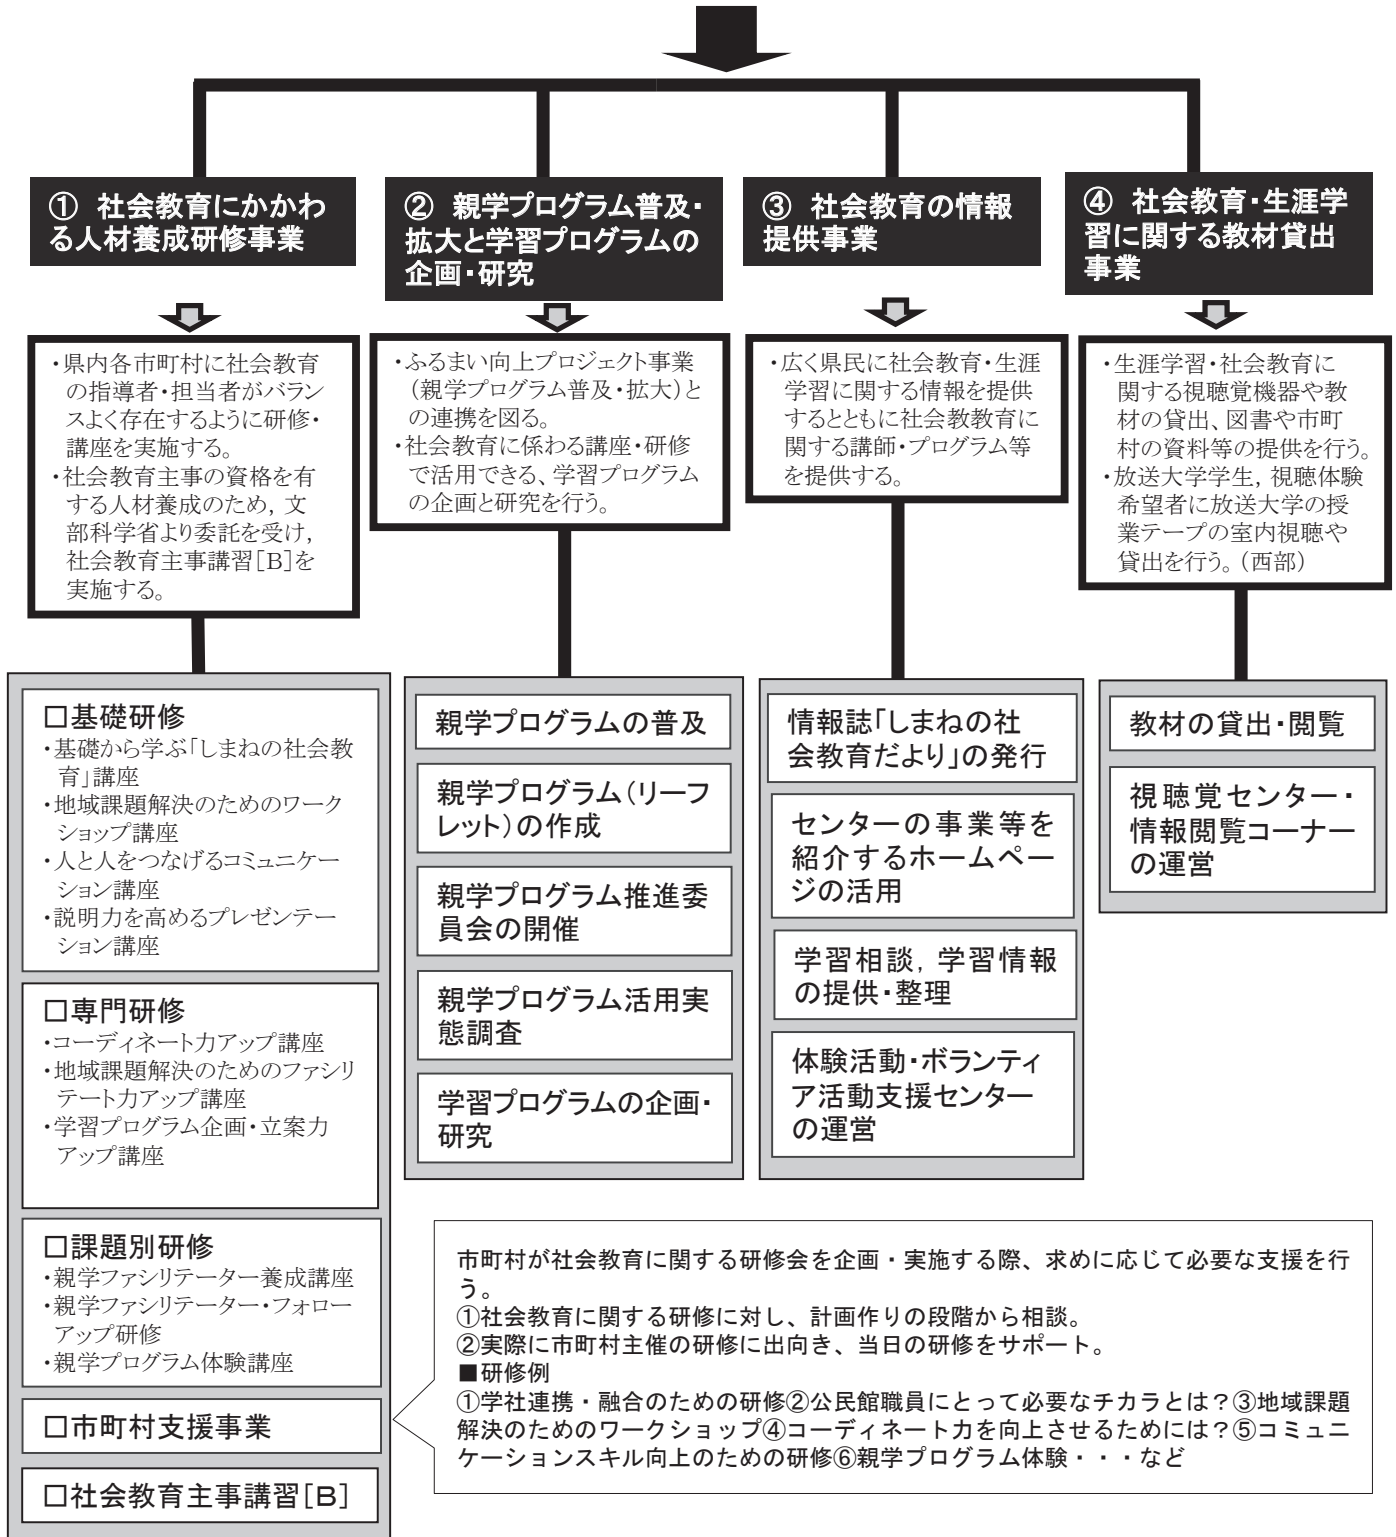 ① 社会教育にかかわ
る人材養成研修事業
② 親学プログラム普及・
拡大と学習プログラムの
企画・研究
③ 社会教育の情報
提供事業
④ 社会教育・生涯学
習に関する教材貸出
事業
・県内各市町村に社会教育
の指導者・担当者がバラン
スよく存在するように研修・
講座を実施する。
・社会教育主事の資格を有
する人材養成のため，文
部科学省より委託を受け，
社会教育主事講習［Ｂ］を
実施する。
・ふるまい向上プロジェクト事業
（親学プログラム普及・拡大）と
の連携を図る。
・社会教育に係わる講座・研修
で活用できる、学習プログラム
の企画と研究を行う。
・広く県民に社会教育・生涯
学習に関する情報を提供
するとともに社会教教育に
関する講師・プログラム等
を提供する。
・生涯学習・社会教育に
関する視聴覚機器や教
材の貸出、図書や市町
村の資料等の提供を行う。
・放送大学学生，視聴体験
希望者に放送大学の授
業テープの室内視聴や
貸出を行う。（西部）
□基礎研修
・基礎から学ぶ「しまねの社会教
育」講座
・地域課題解決のためのワーク
ショップ講座
・人と人をつなげるコミュニケー
ション講座
・説明力を高めるプレゼンテー
ション講座
□専門研修
・コーディネート力アップ講座
・地域課題解決のためのファシリ
テート力アップ講座
・学習プログラム企画・立案力
アップ講座
□課題別研修
・親学ファシリテーター養成講座
・親学ファシリテーター・フォロー
アップ研修
・親学プログラム体験講座
□市町村支援事業
□社会教育主事講習［Ｂ］
親学プログラムの普及
親学プログラム（リーフ
レット）の作成
親学プログラム推進委
員会の開催
親学プログラム活用実
態調査
学習プログラムの企画・
研究
情報誌「しまねの社
会教育だより」の発行
センターの事業等を
紹介するホームペー
ジの活用
学習相談，学習情報
の提供・整理
体験活動・ボランティ
ア活動支援センター
の運営
教材の貸出・閲覧
視聴覚センター・
情報閲覧コーナー
の運営
市町村が社会教育に関する研修会を企画・実施する際、求めに応じて必要な支援を行
う。
①社会教育に関する研修に対し、計画作りの段階から相談。
②実際に市町村主催の研修に出向き、当日の研修をサポート。
■研修例
①学社連携・融合のための研修②公民館職員にとって必要なチカラとは？③地域課題
解決のためのワークショップ④コーディネート力を向上させるためには？⑤コミュニ
ケーションスキル向上のための研修⑥親学プログラム体験・・・など